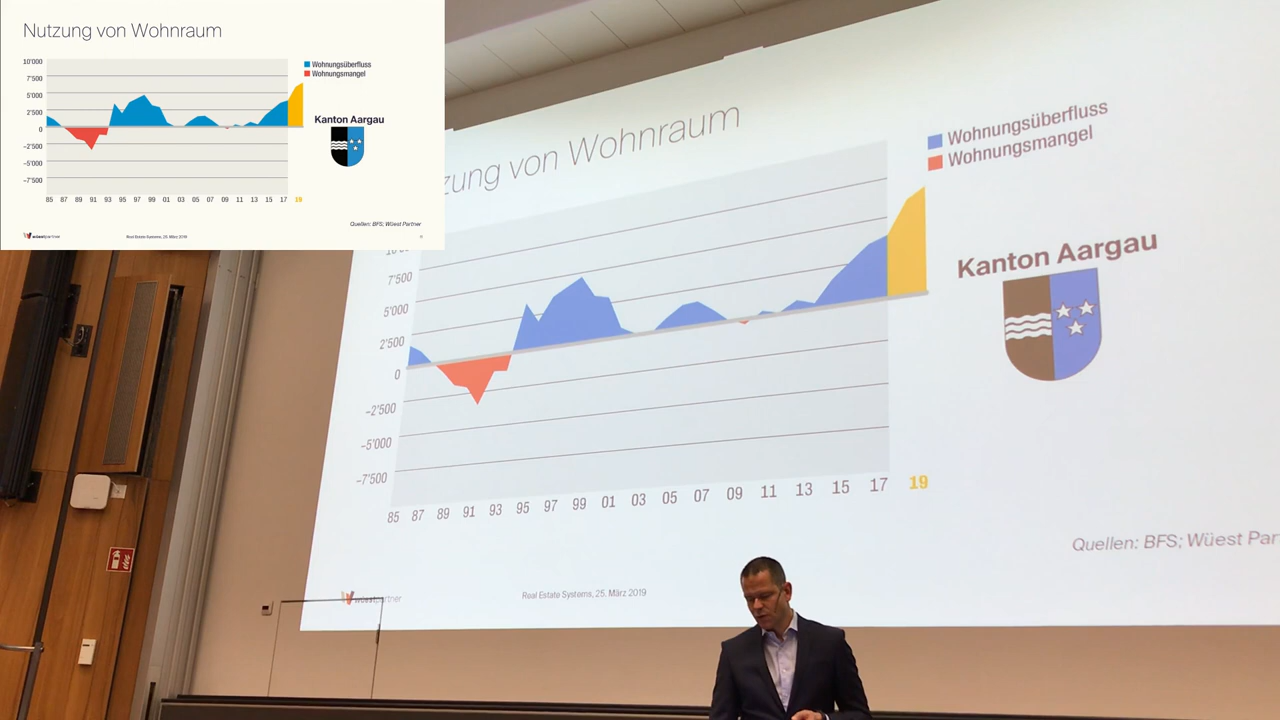 Nutzung von Wohnraum
10'000
7'500
5'000
2'500
0
−2'500
−5'000
−7'500
85 87 89 91 93 95 97 99 01 03 05 07 09 11 13 15 17 19
Wohnungsüberfluss
Wohnungsmangel
Kanton Aargau
Quellen: BFS; Wüest Partner
wüestpartner
Real Estate Systems, 25. März 2019
zung von Wohnraum
Wohnungsüberfluss
Wohnungsmangel
Kanton Aargau
7'500
5'000
2'500
0
−2'500
−5'000
−7'500
85 87 89 91 93 95 97 99 01 03 05 07 09 11 13 15 17 19
Quellen: BFS; Wüest Par
wüestpartner
Real Estate Systems, 25. März 2019